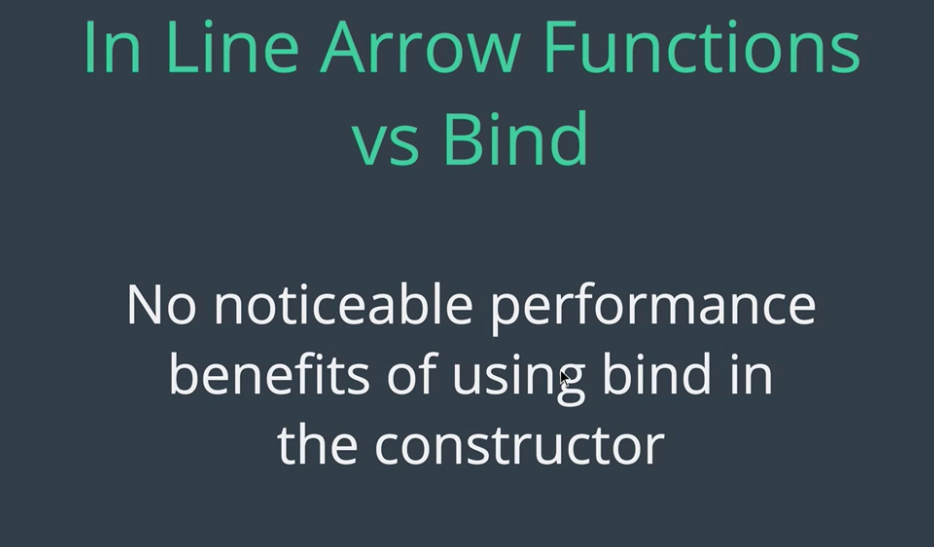 In Line Arrow Functions
vs Bind
No noticeable performance
benefits of using bind in
the constructor